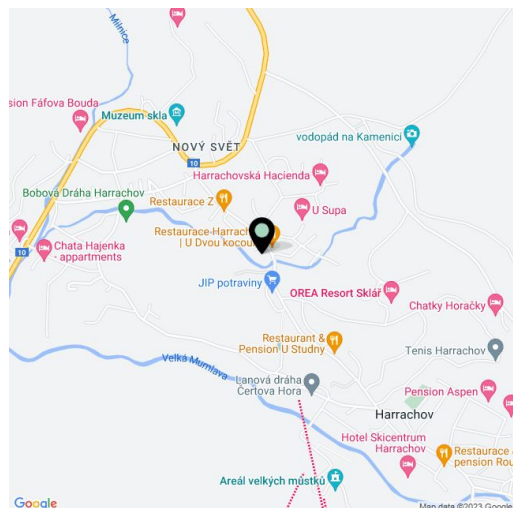 Milnice
sion Fáfova Bouda
Muzeum skla
NOVÝ SVĚT
vodopád na Kamenici
10
Harrachovská Hacienda
Bobová Dráha Harrachov
Restaurace Z
U Supa
Restaurace Harrach
| U Dvou kocou
10
Chata Hajenka
- appartments
JIP potraviny
OREA Resort Sklář
Chatky Horačky
Restaurant &
Pension U Studny
Tenis Harrachov
Velká Mumlava
Lanová dráha
Čertova Hora
Pension Aspen
Harrachov
Hotel Skicentrum
Harrachov
Restaurace &
pension Rou
Areál velkých můstků
Google
Map data ©2023 Google